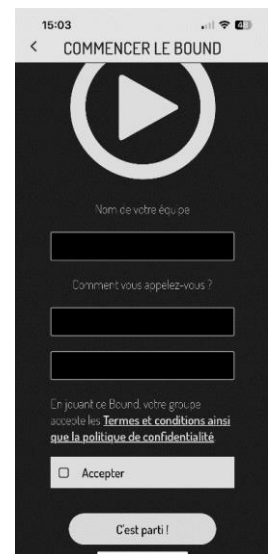 15:03
COMMENCER LE BOUND
Nom de votre équipe
Comment vous appelez-vous ?
En jouant ce Bound, votre groupe
accepte les Termes et conditions ainsi
que la politique de confidentialité
Accepter
C'est parti !